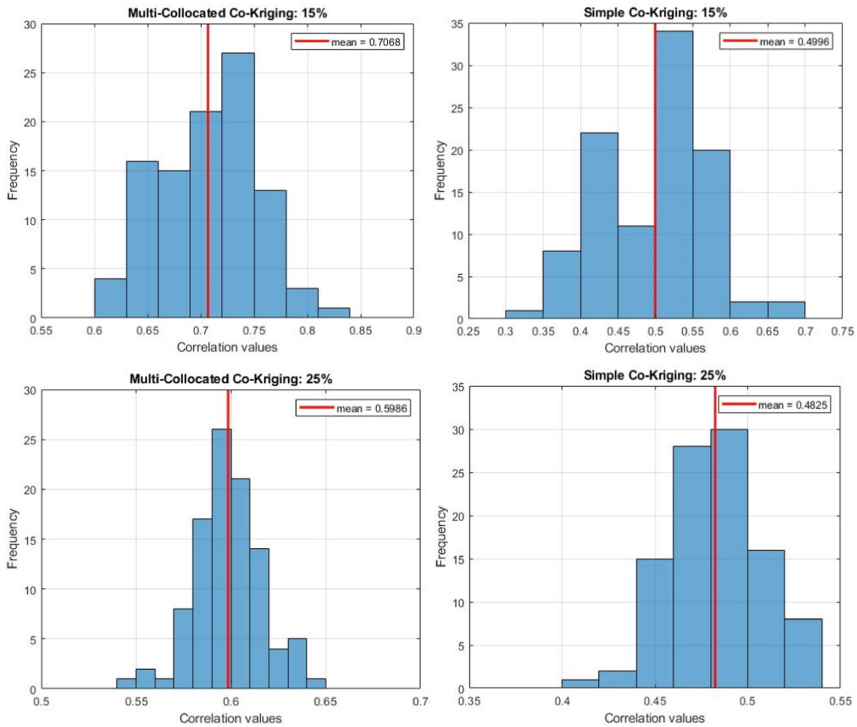 Multi-Collocated Co-Kriging: 15%
mean = 0.7068
30
25
20
15
10
5
0
Frequency
0.55 0.6 0.65 0.7 0.75 0.8 0.85 0.9
Correlation values
Simple Co-Kriging: 15%
mean = 0.4996
35
30
25
20
15
10
5
0
Frequency
0.25 0.3 0.35 0.4 0.45 0.5 0.55 0.6 0.65 0.7 0.75
Correlation values
Multi-Collocated Co-Kriging: 25%
mean = 0.5986
30
25
20
15
10
5
0
Frequency
0.5 0.55 0.6 0.65 0.7
Correlation values
Simple Co-Kriging: 25%
mean = 0.4825
35
30
25
20
15
10
5
0
Frequency
0.35 0.4 0.45 0.5 0.55
Correlation values